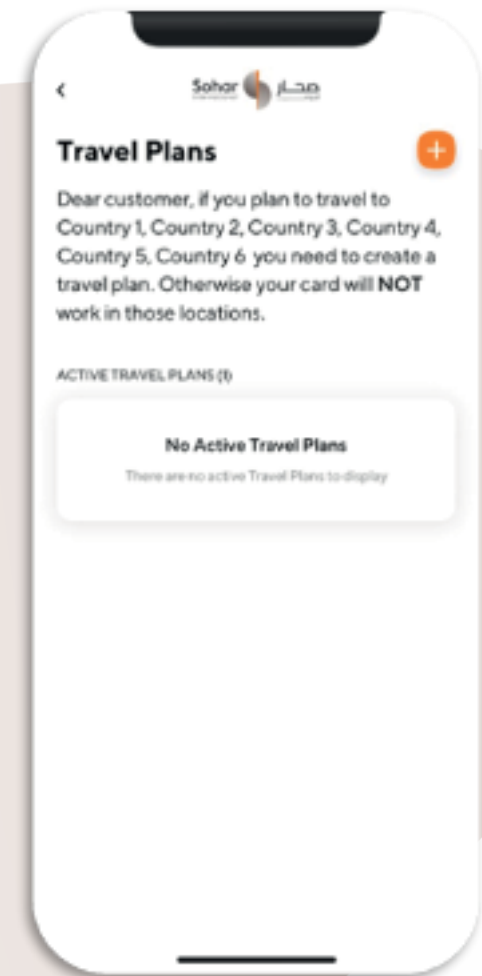 Sohar صحار
Travel Plans
Dear customer, if you plan to travel to
Country 1, Country 2, Country 3, Country 4,
Country 5, Country 6 you need to create a
travel plan. Otherwise your card will NOT
work in those locations.
ACTIVE TRAVEL PLANS (1)
No Active Travel Plans
There are no active Travel Plans to display